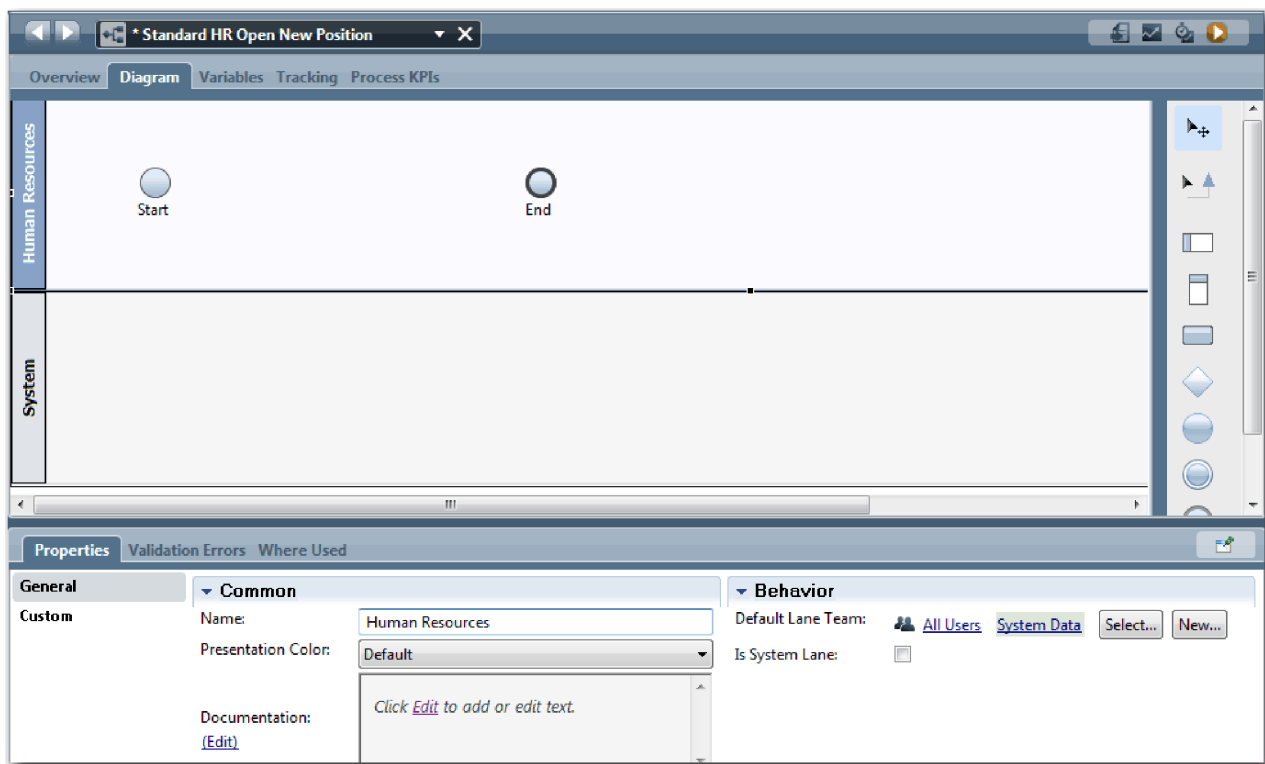 * Standard HR Open New Position
Overview Diagram Variables Tracking Process KPIs
Human Resources
Start End
System
Properties Validation Errors Where Used
General
Custom
Common
Name: Human Resources
Presentation Color: Default
Documentation:
(Edit)
Click Edit to add or edit text.
Behavior
Default Lane Team: All Users System Data Select... New...
Is System Lane: